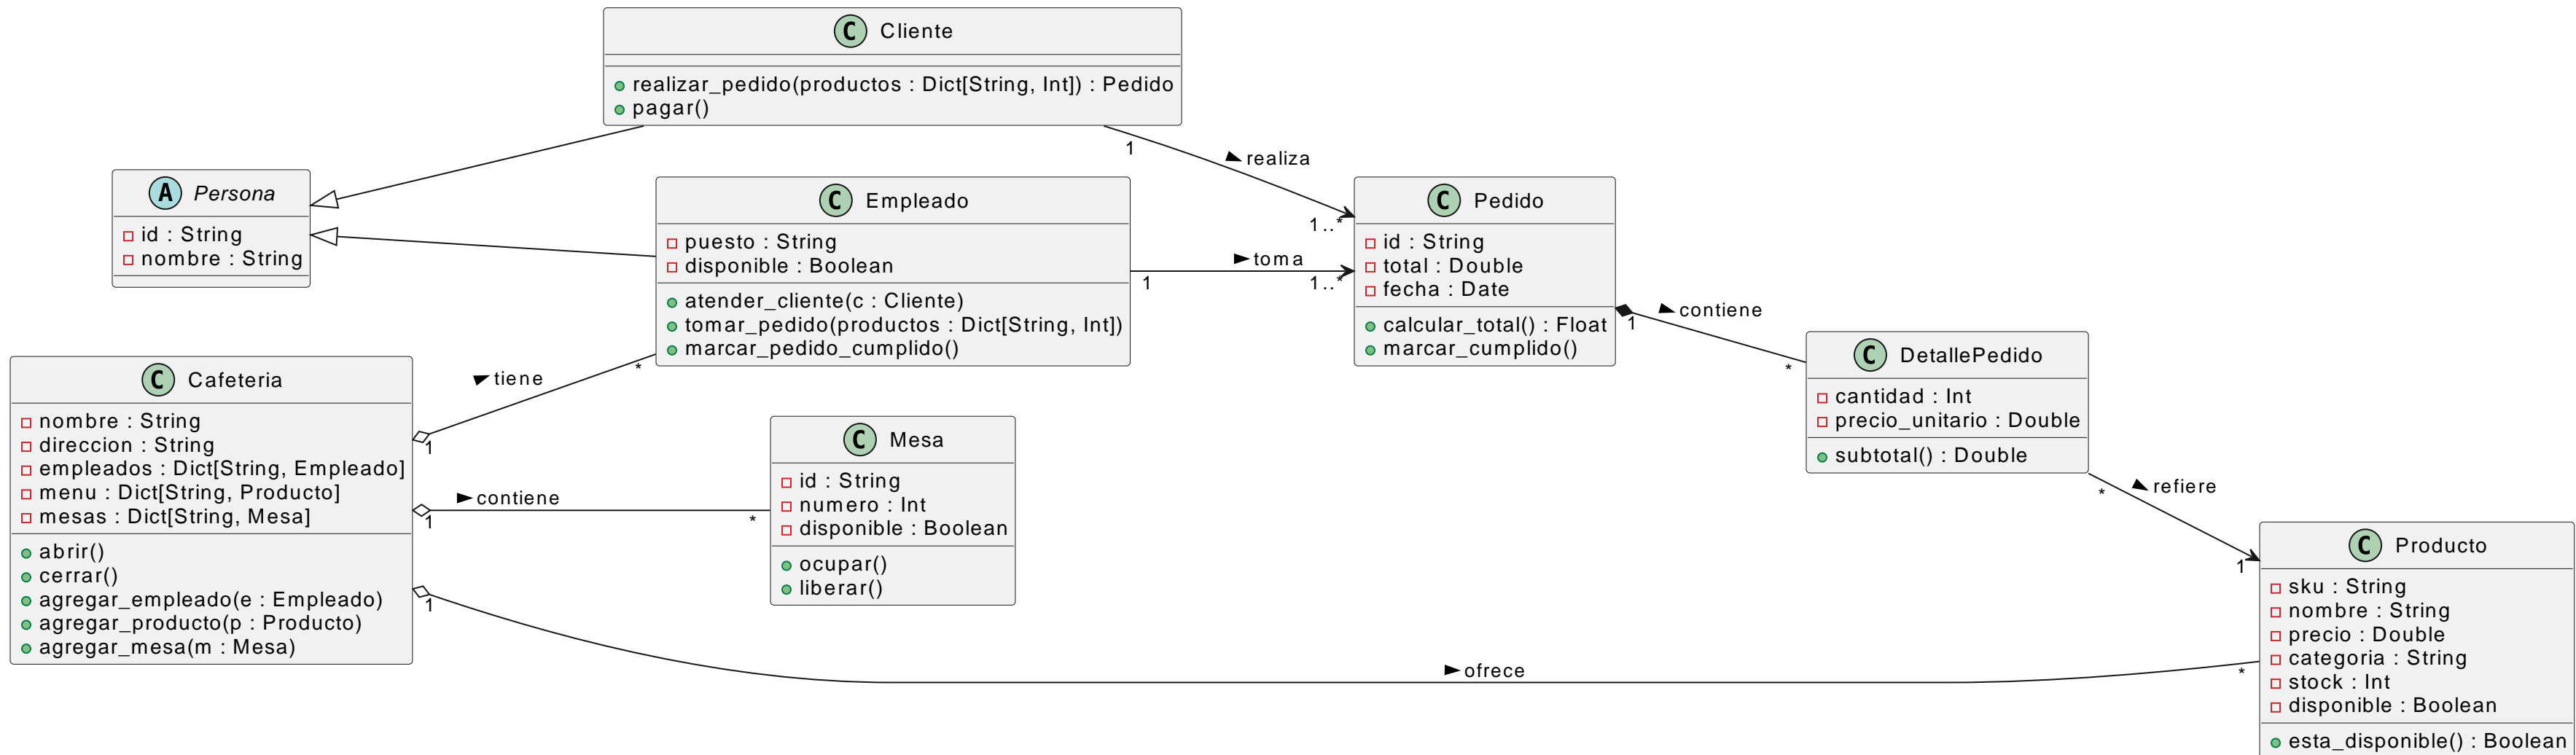 C Cliente
realizar_pedido(productos : Dict[String, Int]) : Pedido
pagar()
1
realiza
1..*
A Persona
id : String
nombre : String
C Empleado
puesto : String
disponible : Boolean
atender_cliente(c : Cliente)
tomar_pedido(productos : Dict[String, Int])
marcar_pedido_cumplido()
1
toma
1..*
C Pedido
id : String
total : Double
fecha : Date
calcular_total() : Float
marcar_cumplido()
1
contiene
*
C DetallePedido
cantidad : Int
precio_unitario : Double
subtotal() : Double
*
refiere
1
C Cafeteria
nombre : String
direccion : String
empleados : Dict[String, Empleado]
menu : Dict[String, Producto]
mesas : Dict[String, Mesa]
abrir()
cerrar()
agregar_empleado(e : Empleado)
agregar_producto(p : Producto)
agregar_mesa(m : Mesa)
1
tiene
*
1
contiene
*
C Mesa
id : String
numero : Int
disponible : Boolean
ocupar()
liberar()
1
ofrece
*
C Producto
sku : String
nombre : String
precio : Double
categoria : String
stock : Int
disponible : Boolean
esta_disponible() : Boolean